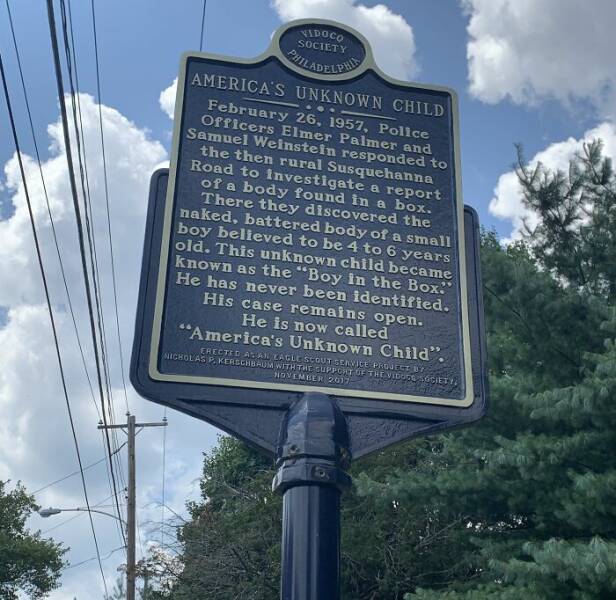 VIDOCQ
SOCIETY
PHILADELPHIA
AMERICA'S UNKNOWN CHILD
February 26, 1957, Police
Officers Elmer Palmer and
Samuel Weinstein responded to
the then rural Susquehanna
Road to investigate a report
of a body found in a box.
There they discovered the
naked, battered body of a small
boy believed to be 4 to 6 years
old. This unknown child became
known as the "Boy in the Box."
He has never been identified.
His case remains open.
He is now called
"America's Unknown Child".
ERECTED AS AN EAGLE SCOUT SERVICE PROJECT BY
NICHOLAS P. KERSCHBAUM WITH THE SUPPORT OF THE VIDOCQ SOCIETY,
NOVEMBER 2017